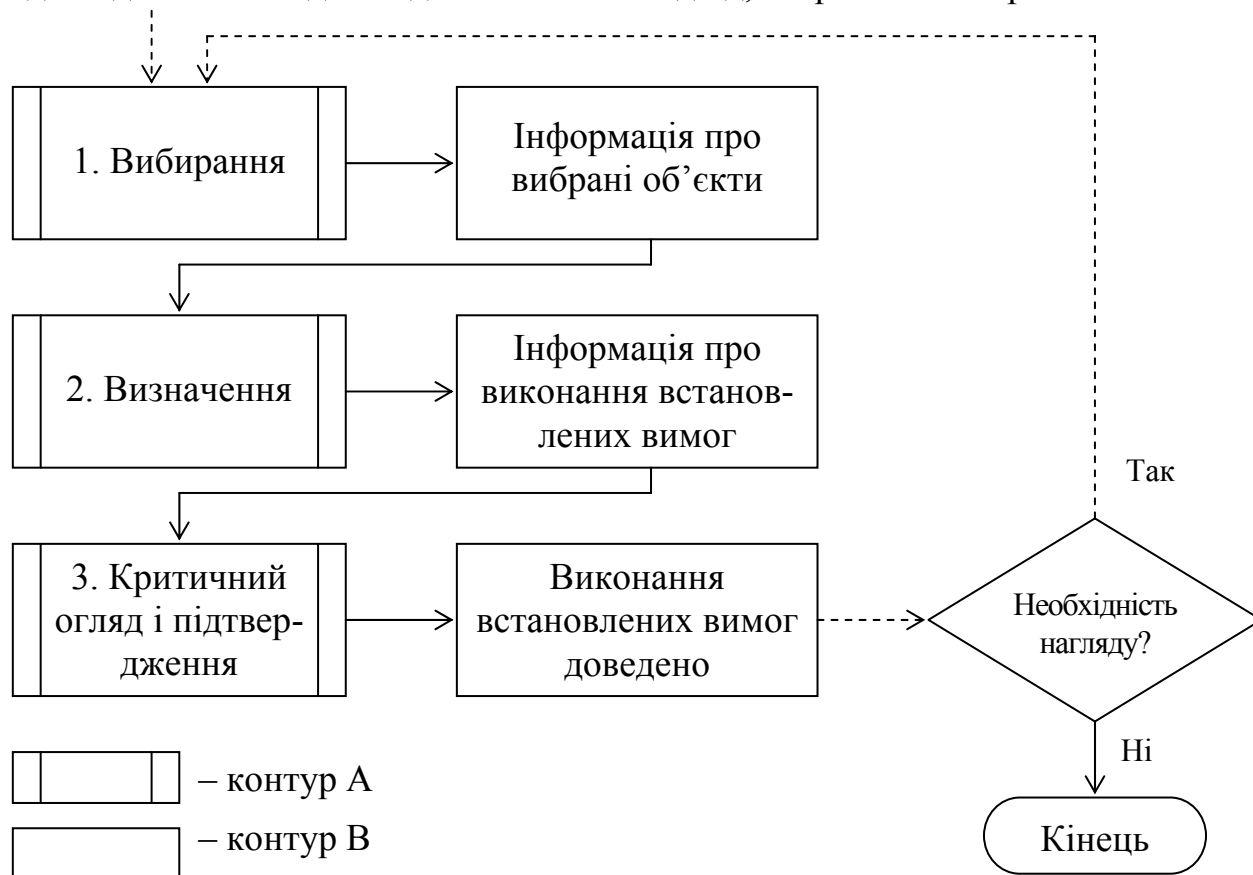 1. Вибирання
Інформація про
вибрані об’єкти
2. Визначення
Інформація про
виконання встанов-
лених вимог
3. Критичний
огляд і підтвер-
дження
Виконання
встановлених вимог
доведено
Так
Необхідність
нагляду?
Ні
Кінець
– контур А
– контур В